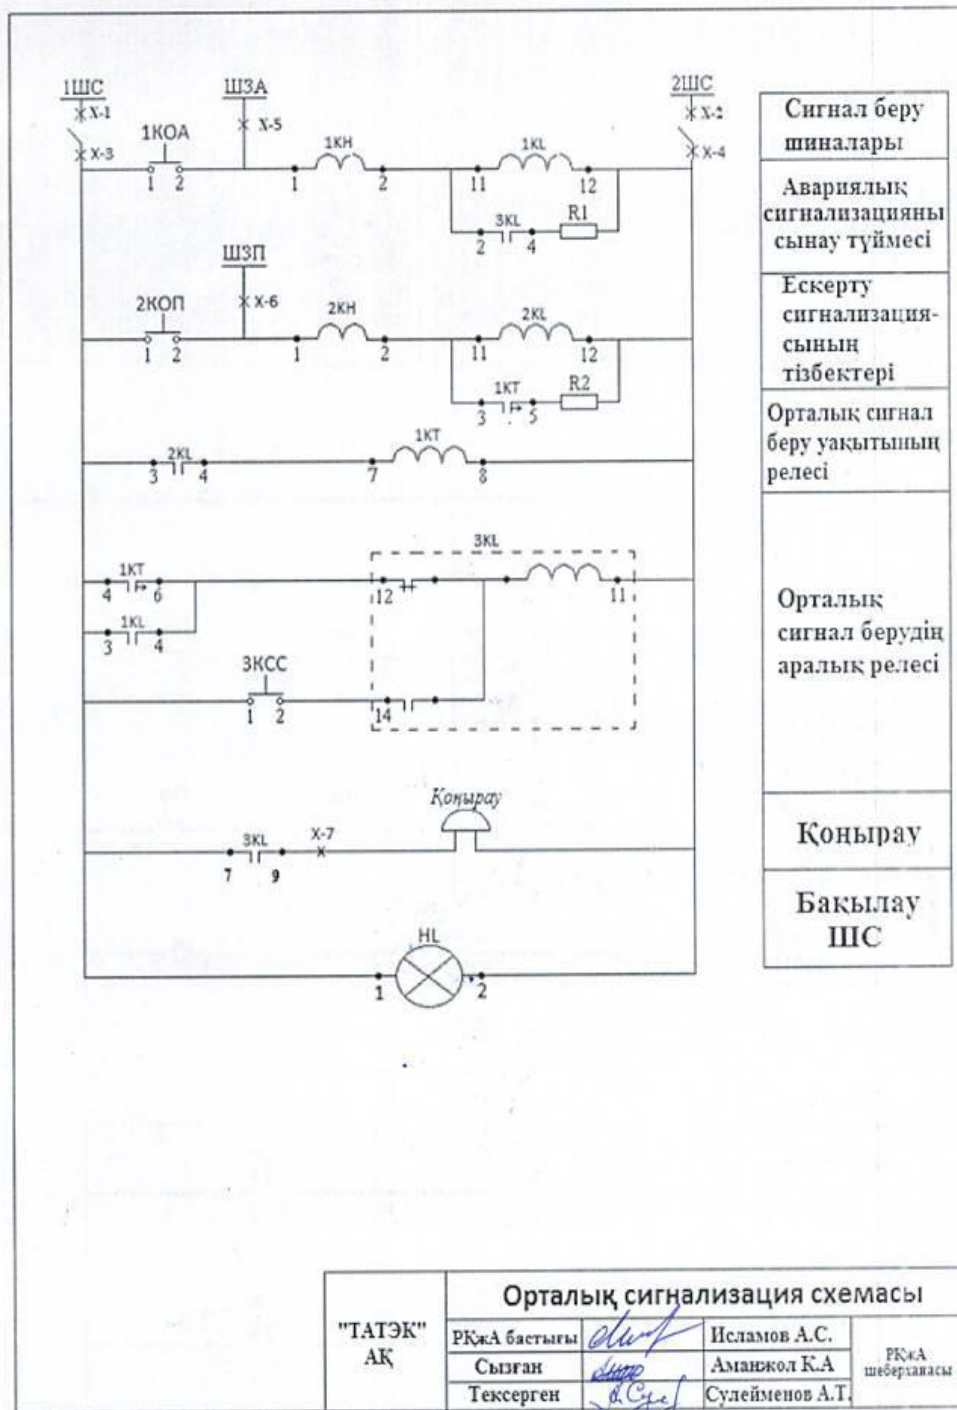 1ШС
ШЗА
2ШС
X-1
X-5
X-2
X-3
1КОА
1KH
1KL
X-4
1 2
1
2
11
12
3KL
R1
2
4
ШЗП
2КОП
X-6
2KH
2KL
1 2
1
2
11
12
1KT
R2
3
5
2KL
1KT
3
4
7
8
3KL
1KT
4
6
12
11
1KL
3
4
3КСС
1
2
14
Қоңырау
3KL
X-7
7
9
HL
1
2
Сигнал беру
шиналары
Авариялық
сигнализацияны
сынау түймесі
Ескерту
сигнализация-
сының
тізбектері
Орталық сигнал
беру уақытының
релесі
Орталық
сигнал берудің
аралық релесі
Қоңырау
Бақылау
ШС
"ТАТЭК"
АҚ
Орталық сигнализация схемасы
РҚжА бастығы
Исламов А.С.
Сызған
Аманжол К.А
Тексерген
Сулейменов А.Т.
РҚжА
шеберханасы